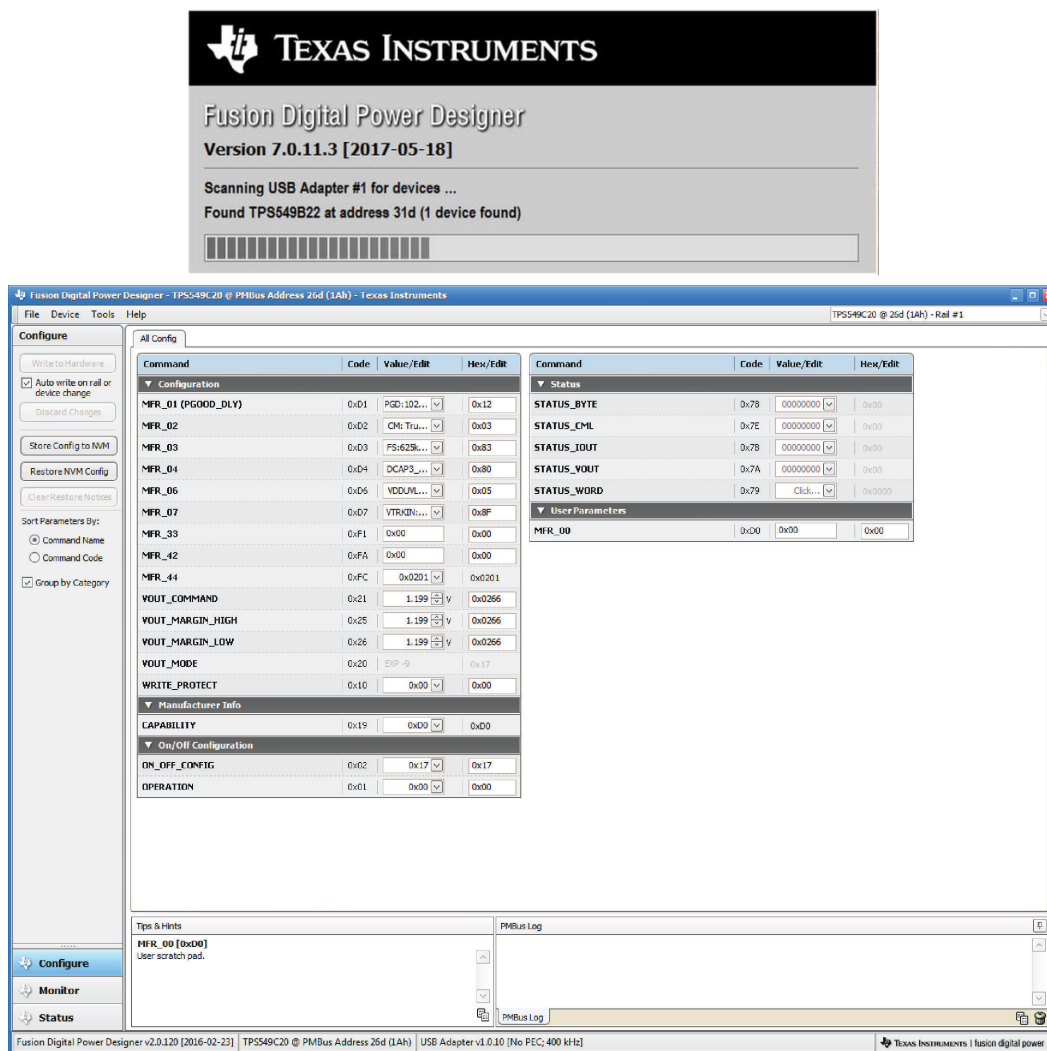 TEXAS INSTRUMENTS
Fusion Digital Power Designer
Version 7.0.11.3 [2017-05-18]
Scanning USB Adapter #1 for devices ...
Found TPS549B22 at address 31d (1 device found)
Fusion Digital Power Designer - TPS549C20 @ PMBus Address 26d (1Ah) - Texas Instruments
File Device Tools Help
TPS549C20 @ 26d (1Ah) - Rail #1
Configure
Write to Hardware
Auto write on rail or
device change
Discard Changes
Store Config to NVM
Restore NVM Config
Clear Restore Notices
Sort Parameters By:
Command Name
Command Code
Group by Category
All Config
Command Code Value/Edit Hex/Edit
Configuration
MFR_01 (PGOOD_DLY) 0xD1 PGD:102... 0x12
MFR_02 0xD2 CM: Tru... 0x03
MFR_03 0xD3 FS:625k... 0x83
MFR_04 0xD4 DCAP3_... 0x80
MFR_06 0xD6 VDDUVL... 0x05
MFR_07 0xD7 VTRKIN:... 0x8F
MFR_33 0xF1 0x00 0x00
MFR_42 0xFA 0x00 0x00
MFR_44 0xFC 0x0201 0x0201
VOUT_COMMAND 0x21 1.199 V 0x0266
VOUT_MARGIN_HIGH 0x25 1.199 V 0x0266
VOUT_MARGIN_LOW 0x26 1.199 V 0x0266
VOUT_MODE 0x20 EXP -9 0x17
WRITE_PROTECT 0x10 0x00 0x00
Manufacturer Info
CAPABILITY 0x19 0xD0 0xD0
On/Off Configuration
ON_OFF_CONFIG 0x02 0x17 0x17
OPERATION 0x01 0x00 0x00
Command Code Value/Edit Hex/Edit
Status
STATUS_BYTE 0x78 00000000 0x00
STATUS_CML 0x7E 00000000 0x00
STATUS_IOUT 0x7B 00000000 0x00
STATUS_VOUT 0x7A 00000000 0x00
STATUS_WORD 0x79 Click... 0x0000
User Parameters
MFR_00 0xD0 0x00 0x00
Tips & Hints
MFR_00 [0xD0]
User scratch pad.
PMBus Log
PMBus Log
Configure
Monitor
Status
Fusion Digital Power Designer v2.0.120 [2016-02-23] TPS549C20 @ PMBus Address 26d (1Ah) USB Adapter v1.0.10 [No PEC; 400 kHz] TEXAS INSTRUMENTS | fusion digital power